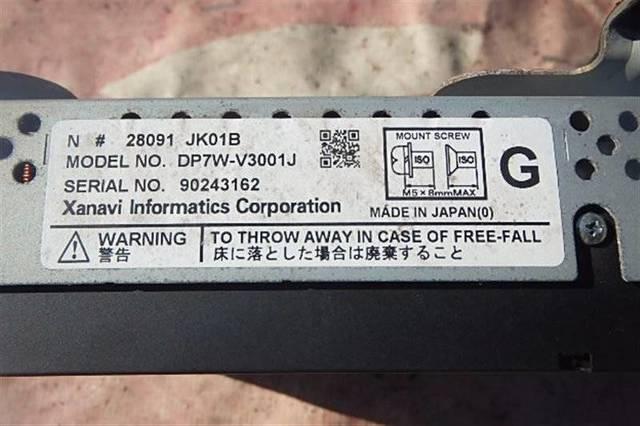 N # 28091 JK01B
MODEL NO. DP7W-V3001J
SERIAL NO. 90243162
Xanavi Informatics Corporation
MOUNT SCREW
ISO ISO
M5×8mmMAX
G
MADE IN JAPAN(0)
WARNING
警告
TO THROW AWAY IN CASE OF FREE-FALL
床に落とした場合は廃棄すること